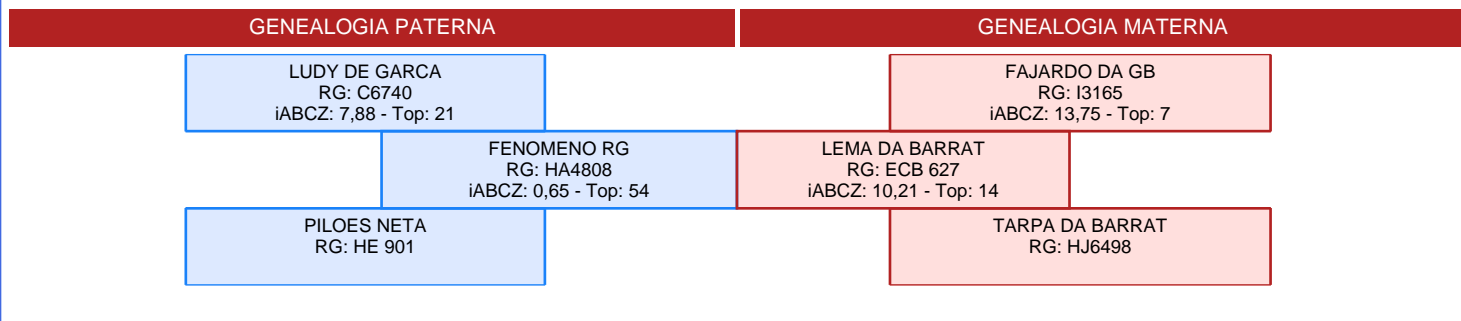 GENEALOGIA PATERNA
GENEALOGIA MATERNA
LUDY DE GARCA
RG: C6740
iABCZ: 7,88 - Top: 21
FAJARDO DA GB
RG: I3165
iABCZ: 13,75 - Top: 7
FENOMENO RG
RG: HA4808
iABCZ: 0,65 - Top: 54
LEMA DA BARRAT
RG: ECB 627
iABCZ: 10,21 - Top: 14
PILOES NETA
RG: HE 901
TARPA DA BARRAT
RG: HJ6498